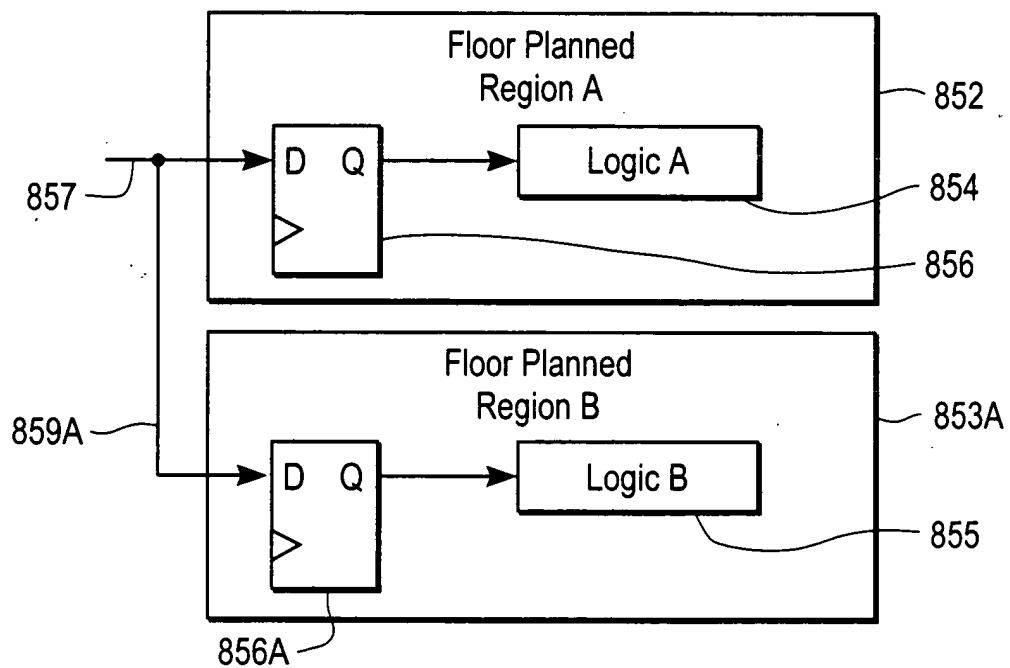 Floor Planned
Region A
852
D Q
Logic A
857
854
856
Floor Planned
Region B
859A
853A
D Q
Logic B
855
856A